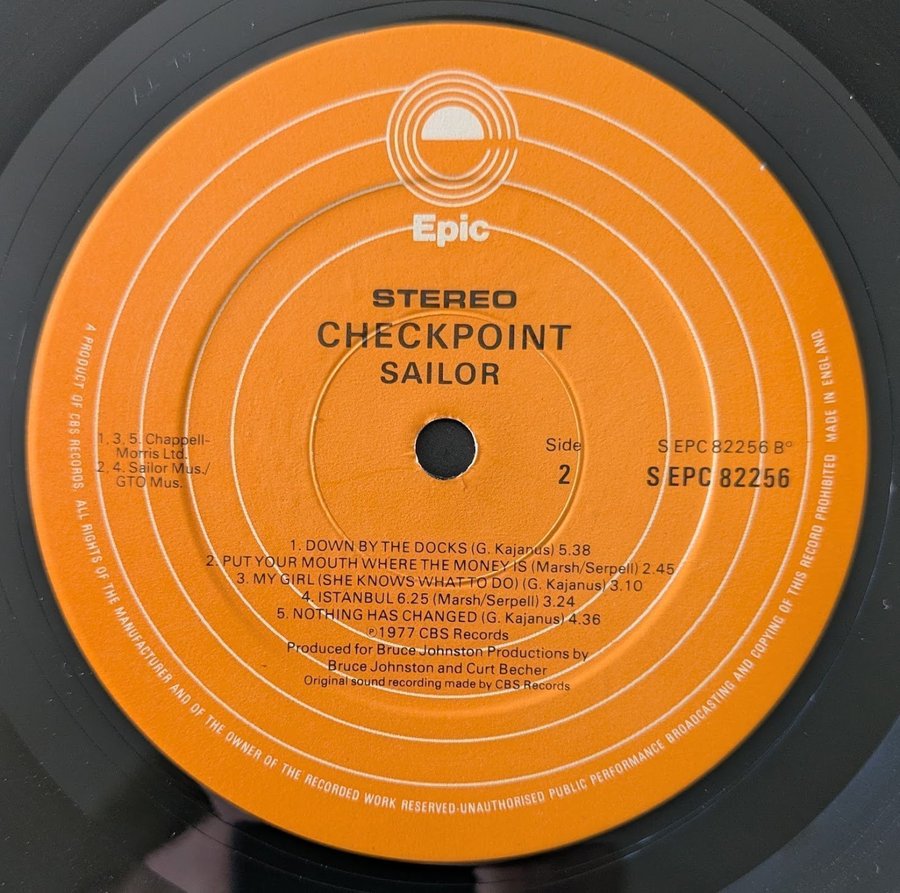 Epic
STEREO
CHECKPOINT
SAILOR
1, 3, 5. Chappell-
Morris Ltd.
2, 4. Sailor Mus./
GTO Mus.
Side
2
S EPC 82256 B°
S EPC 82256
1. DOWN BY THE DOCKS (G. Kajanus) 5.38
2. PUT YOUR MOUTH WHERE THE MONEY IS (Marsh/Serpell) 2.45
3. MY GIRL (SHE KNOWS WHAT TO DO) (G. Kajanus) 3.10
4. ISTANBUL 6.25 (Marsh/Serpell) 3.24
5. NOTHING HAS CHANGED (G. Kajanus) 4.36
℗1977 CBS Records
Produced for Bruce Johnston Productions by
Bruce Johnston and Curt Becher
Original sound recording made by CBS Records
A PRODUCT OF CBS RECORDS. ALL RIGHTS OF THE MANUFACTURER AND OF THE OWNER OF THE RECORDED WORK RESERVED·UNAUTHORISED PUBLIC PERFORMANCE BROADCASTING AND COPYING OF THIS RECORD PROHIBITED MADE IN ENGLAND